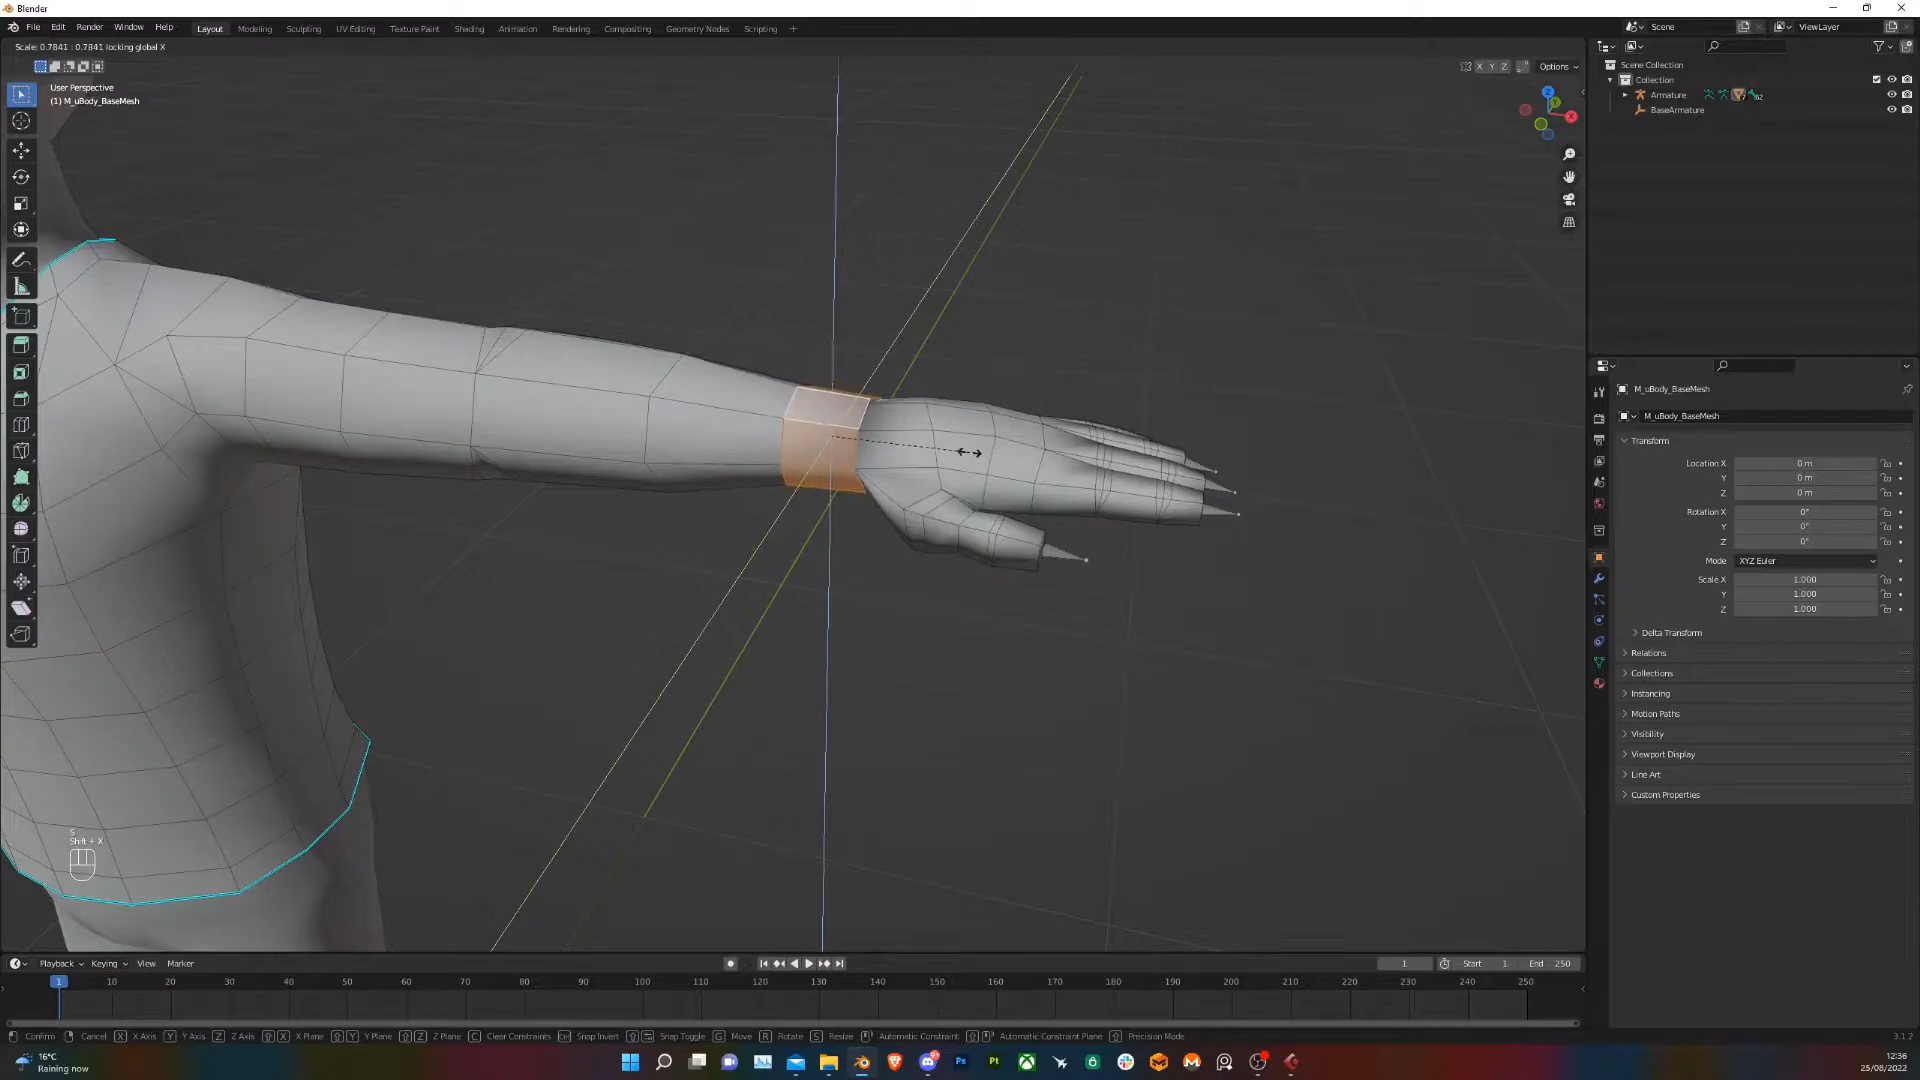 Blender
File Edit Render Window Help Layout Modeling Sculpting UV Editing Texture Paint Shading Animation Rendering Compositing Geometry Nodes Scripting +
Scene ViewLayer
Scale: 0.7841 : 0.7841 locking global X
X Y Z Options
User Perspective
(1) M_uBody_BaseMesh
Scene Collection
Collection
Armature
BaseArmature
M_uBody_BaseMesh
M_uBody_BaseMesh
Transform
Location X 0 m
Y 0 m
Z 0 m
Rotation X 0°
Y 0°
Z 0°
Mode XYZ Euler
Scale X 1.000
Y 1.000
Z 1.000
Delta Transform
Relations
Collections
Instancing
Motion Paths
Visibility
Viewport Display
Line Art
Custom Properties
S
Shift + X
Playback Keying View Marker
1 Start 1 End 250
1 10 20 30 40 50 60 70 80 90 100 110 120 130 140 150 160 170 180 190 200 210 220 230 240 250
Confirm Cancel X X Axis Y Y Axis Z Z Axis X X Plane Y Y Plane Z Z Plane C Clear Constraints Snap Invert Snap Toggle G Move R Rotate S Resize Automatic Constraint Automatic Constraint Plane Precision Mode 3.1.2
16°C
Raining now
Ps
Pt
12:36
25/08/2022